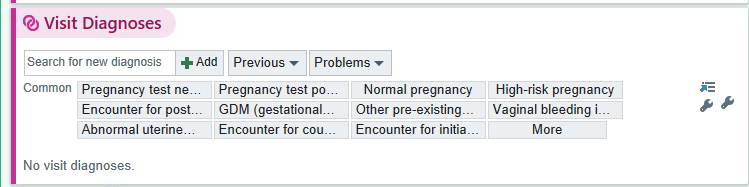 Visit Diagnoses
Search for new diagnosis Add Previous Problems
Common Pregnancy test ne... Pregnancy test po... Normal pregnancy High-risk pregnancy
Encounter for post... GDM (gestational... Other pre-existing... Vaginal bleeding i...
Abnormal uterine... Encounter for cou... Encounter for initia... More
No visit diagnoses.